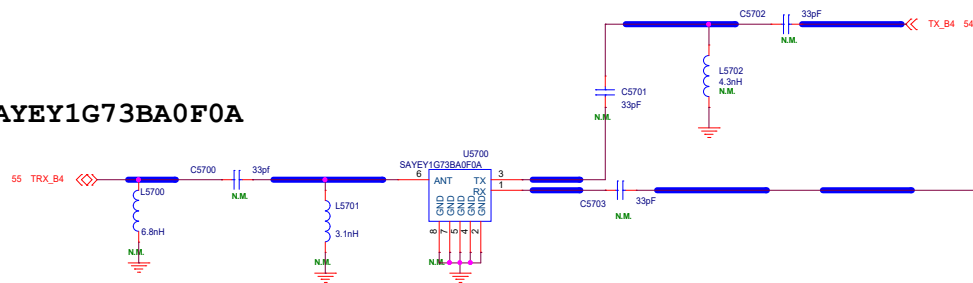 C5702
33pF
TX_B4 54
N.M.
L5702
4.3nH
N.M.
C5701
33pF
N.M.
AYEY1G73BA0F0A
U5700
SAYEY1G73BA0F0A
55 TRX_B4
C5700
33pf
N.M.
6
ANT
TX
3
RX
1
GND
GND
GND
GND
GND
8
7
5
4
2
N.M.
L5700
6.8nH
N.M.
L5701
3.1nH
N.M.
C5703
33pF
N.M.